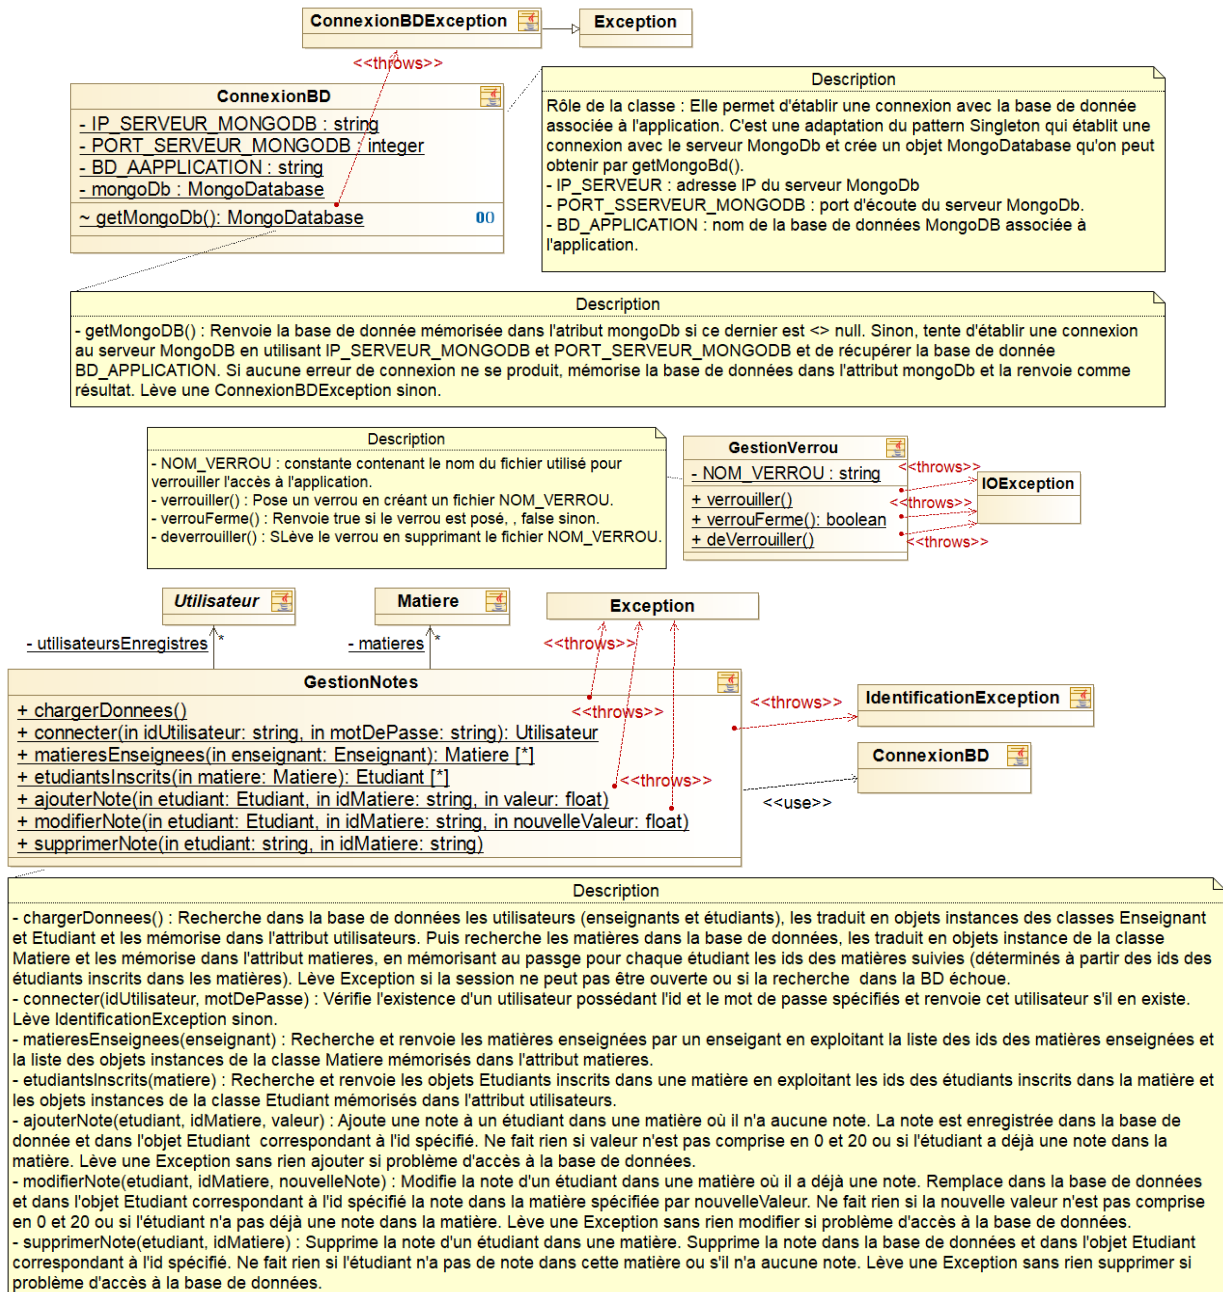 ConnexionBDException
Exception
<<throws>>
ConnexionBD
- IP_SERVEUR_MONGODB : string
- PORT_SERVEUR_MONGODB : integer
- BD_AAPPLICATION : string
- mongoDb : MongoDatabase
~ getMongoDb(): MongoDatabase
Description
Rôle de la classe : Elle permet d'établir une connexion avec la base de donnée
associée à l'application. C'est une adaptation du pattern Singleton qui établit une
connexion avec le serveur MongoDb et crée un objet MongoDatabase qu'on peut
obtenir par getMongoBd().
- IP_SERVEUR : adresse IP du serveur MongoDb
- PORT_SSERVEUR_MONGODB : port d'écoute du serveur MongoDb.
- BD_APPLICATION : nom de la base de données MongoDB associée à
l'application.
Description
- getMongoDB() : Renvoie la base de donnée mémorisée dans l'atribut mongoDb si ce dernier est <> null. Sinon, tente d'établir une connexion
au serveur MongoDB en utilisant IP_SERVEUR_MONGODB et PORT_SERVEUR_MONGODB et de récupérer la base de donnée
BD_APPLICATION. Si aucune erreur de connexion ne se produit, mémorise la base de données dans l'attribut mongoDb et la renvoie comme
résultat. Lève une ConnexionBDException sinon.
Description
- NOM_VERROU : constante contenant le nom du fichier utilisé pour
verrouiller l'accès à l'application.
- verrouiller() : Pose un verrou en créant un fichier NOM_VERROU.
- verrouFerme() : Renvoie true si le verrou est posé, , false sinon.
- deverrouiller() : SLève le verrou en supprimant le fichier NOM_VERROU.
GestionVerrou
- NOM_VERROU : string
+ verrouiller()
+ verrouFerme(): boolean
+ deVerrouiller()
<<throws>>
<<throws>>
<<throws>>
IOException
Utilisateur
Matiere
Exception
- utilisateursEnregistres
*
- matieres
*
<<throws>>
GestionNotes
+ chargerDonnees()
+ connecter(in idUtilisateur: string, in motDePasse: string): Utilisateur
+ matieresEnseignees(in enseignant: Enseignant): Matiere [*]
+ etudiantsInscrits(in matiere: Matiere): Etudiant [*]
+ ajouterNote(in etudiant: Etudiant, in idMatiere: string, in valeur: float)
+ modifierNote(in etudiant: Etudiant, in idMatiere: string, in nouvelleValeur: float)
+ supprimerNote(in etudiant: string, in idMatiere: string)
<<throws>>
<<throws>>
<<throws>>
IdentificationException
ConnexionBD
<<use>>
Description
- chargerDonnees() : Recherche dans la base de données les utilisateurs (enseignants et étudiants), les traduit en objets instances des classes Enseignant
et Etudiant et les mémorise dans l'attribut utilisateurs. Puis recherche les matières dans la base de données, les traduit en objets instance de la classe
Matiere et les mémorise dans l'attribut matieres, en mémorisant au passge pour chaque étudiant les ids des matières suivies (déterminés à partir des ids des
étudiants inscrits dans les matières). Lève Exception si la session ne peut pas être ouverte ou si la recherche  dans la BD échoue.
- connecter(idUtilisateur, motDePasse) : Vérifie l'existence d'un utilisateur possédant l'id et le mot de passe spécifiés et renvoie cet utilisateur s'il en existe.
Lève IdentificationException sinon.
- matieresEnseignees(enseignant) : Recherche et renvoie les matières enseignées par un enseigant en exploitant la liste des ids des matières enseignées et
la liste des objets instances de la classe Matiere mémorisés dans l'attribut matieres.
- etudiantsInscrits(matiere) : Recherche et renvoie les objets Etudiants inscrits dans une matière en exploitant les ids des étudiants inscrits dans la matière et
les objets instances de la classe Etudiant mémorisés dans l'attribut utilisateurs.
- ajouterNote(etudiant, idMatiere, valeur) : Ajoute une note à un étudiant dans une matière où il n'a aucune note. La note est enregistrée dans la base de
donnée et dans l'objet Etudiant  correspondant à l'id spécifié. Ne fait rien si valeur n'est pas comprise en 0 et 20 ou si l'étudiant a déjà une note dans la
matière. Lève une Exception sans rien ajouter si problème d'accès à la base de données.
- modifierNote(etudiant, idMatiere, nouvelleNote) : Modifie la note d'un étudiant dans une matière où il a déjà une note. Remplace dans la base de données
et dans l'objet Etudiant correspondant à l'id spécifié la note dans la matière spécifiée par nouvelleValeur. Ne fait rien si la nouvelle valeur n'est pas comprise
en 0 et 20 ou si l'étudiant n'a pas déjà une note dans la matière. Lève une Exception sans rien modifier si problème d'accès à la base de données.
- supprimerNote(etudiant, idMatiere) : Supprime la note d'un étudiant dans une matière. Supprime la note dans la base de données et dans l'objet Etudiant
correspondant à l'id spécifié. Ne fait rien si l'étudiant n'a pas de note dans cette matière ou s'il n'a aucune note. Lève une Exception sans rien supprimer si
problème d'accès à la base de données.